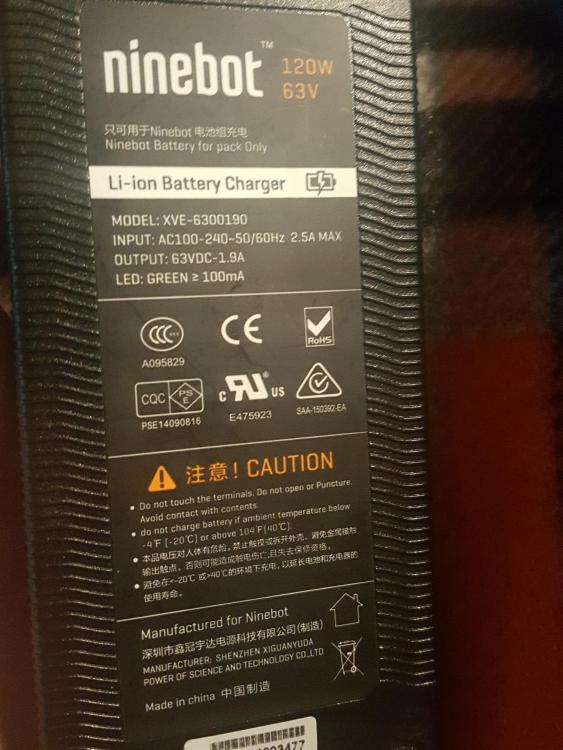 ninebot™
120W
63V
只可用于Ninebot 电池组充电
Ninebot Battery for pack Only
Li-ion Battery Charger
MODEL: XVE-6300190
INPUT: AC100-240~50/60Hz 2.5A MAX
OUTPUT: 63VDC-1.9A
LED: GREEN ≥ 100mA
CCC
CE
RoHS
A095829
CQC
PS
E
c RU® US
PSE14090816
E475923
SAA-150392-EA
注意! CAUTION
• Do not touch the terminals. Do not open or Puncture.
Avoid contact with contents.
• do not charge battery if ambient temperature below
-4℉ [-20℃] or above 104℉[40℃].
• 本品电压对人体有危险, 禁止触摸或拆开外壳、避免金属接触
输出触点, 否则可能造成触电伤亡,且失去保修资格。
• 避免在<-20℃ 或>40℃的环境下充电, 以延长电池和充电器的
使用寿命。
Manufactured for Ninebot
深圳市鑫冠宇达电源科技有限公司(制造)
MANUFACTURER: SHENZHEN XIGUANYUDA
POWER OF SCIENCE AND TECHNOLOGY CO.,LTD
Made in china 中国制造
93477